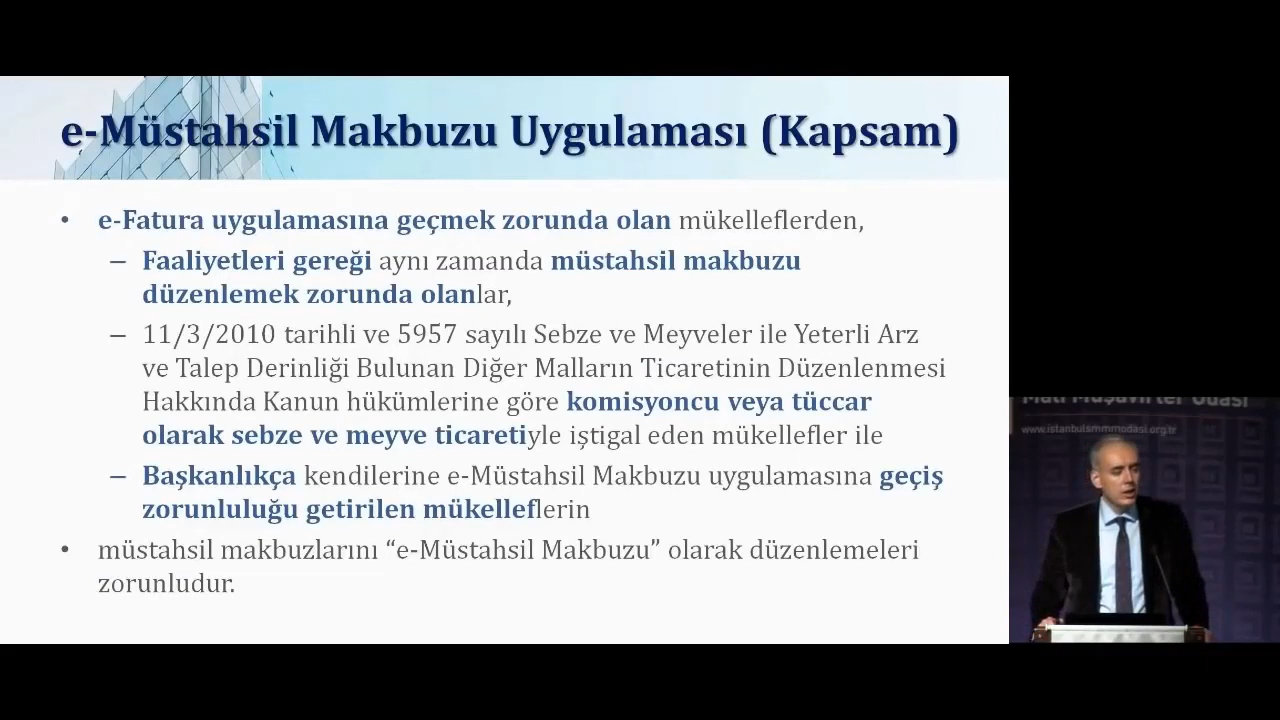 e-Müstahsil Makbuzu Uygulaması (Kapsam)
• e-Fatura uygulamasına geçmek zorunda olan mükelleflerden,
– Faaliyetleri gereği aynı zamanda müstahsil makbuzu
düzenlemek zorunda olanlar,
– 11/3/2010 tarihli ve 5957 sayılı Sebze ve Meyveler ile Yeterli Arz
ve Talep Derinliği Bulunan Diğer Malların Ticaretinin Düzenlenmesi
Hakkında Kanun hükümlerine göre komisyoncu veya tüccar
olarak sebze ve meyve ticaretiyle iştigal eden mükellefler ile
– Başkanlıkça kendilerine e-Müstahsil Makbuzu uygulamasına geçiş
zorunluluğu getirilen mükelleflerin
• müstahsil makbuzlarını “e-Müstahsil Makbuzu” olarak düzenlemeleri
zorunludur.
Mali Müşavirler Odası
www.istanbulsmmmodasi.org.tr